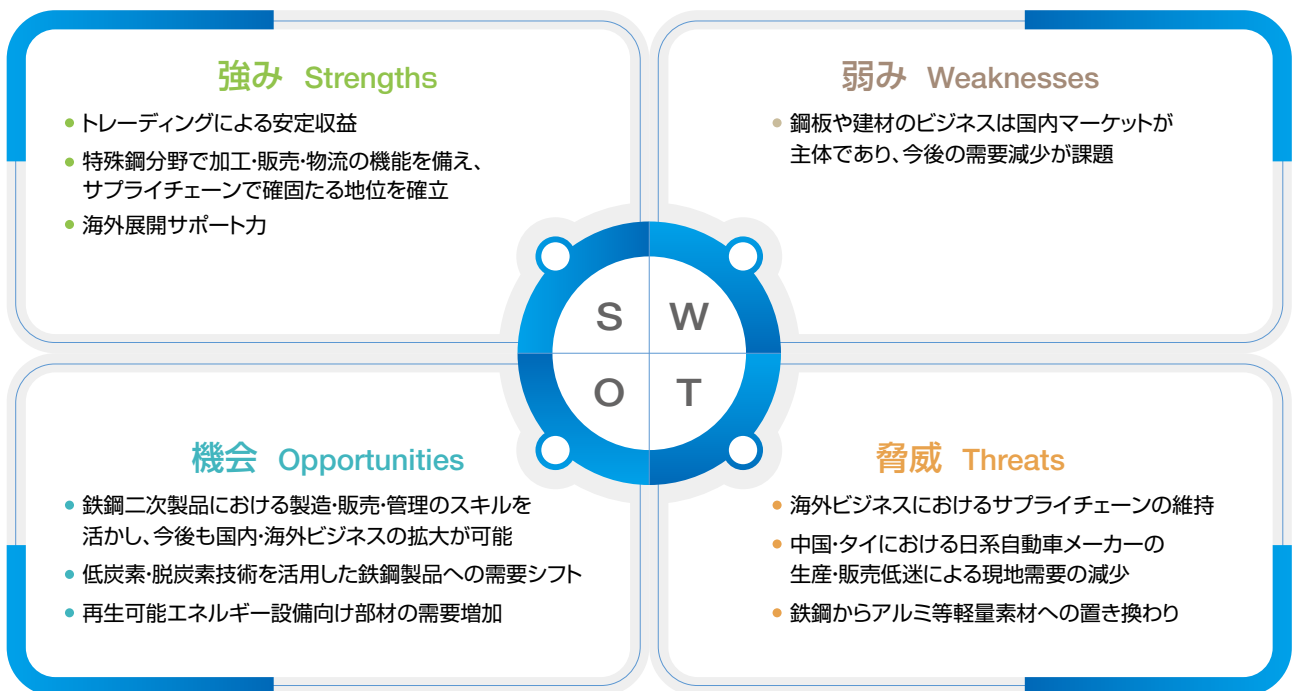 強み Strengths
• トレーディングによる安定収益
• 特殊鋼分野で加工・販売・物流の機能を備え、
サプライチェーンで確固たる地位を確立
• 海外展開サポート力
弱み Weaknesses
• 鋼板や建材のビジネスは国内マーケットが
主体であり、今後の需要減少が課題
S W
O T
機会 Opportunities
• 鉄鋼二次製品における製造・販売・管理のスキルを
活かし、今後も国内・海外ビジネスの拡大が可能
• 低炭素・脱炭素技術を活用した鉄鋼製品への需要シフト
• 再生可能エネルギー設備向け部材の需要増加
脅威 Threats
• 海外ビジネスにおけるサプライチェーンの維持
• 中国・タイにおける日系自動車メーカーの
生産・販売低迷による現地需要の減少
• 鉄鋼からアルミ等軽量素材への置き換わり